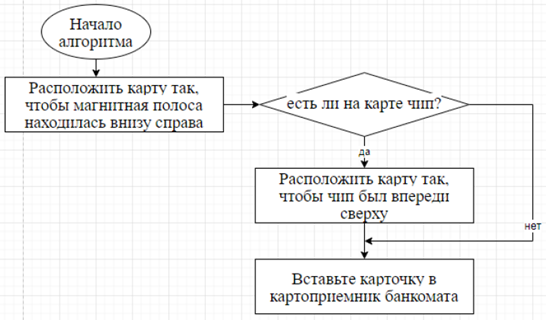 Начало
алгоритма
Расположить карту так,
чтобы магнитная полоса
находилась внизу справа
есть ли на карте чип?
да
Расположить карту так,
чтобы чип был впереди
сверху
нет
Вставьте карточку в
картоприемник банкомата